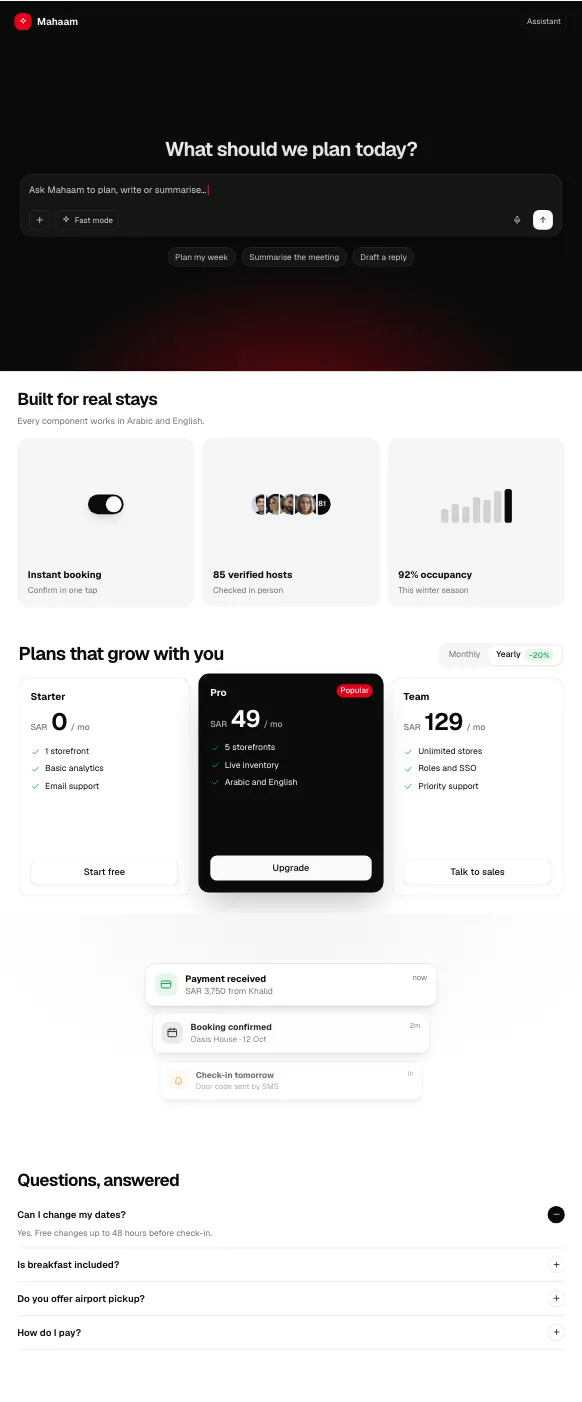 Mahaam
Assistant
What should we plan today?
Ask Mahaam to plan, write or summarise...
Fast mode
Plan my week
Summarise the meeting
Draft a reply
Built for real stays
Every component works in Arabic and English.
81
Instant booking
Confirm in one tap
85 verified hosts
Checked in person
92% occupancy
This winter season
Plans that grow with you
Monthly
Yearly
-20%
Starter
SAR 0 / mo
1 storefront
Basic analytics
Email support
Start free
Pro
Popular
SAR 49 / mo
5 storefronts
Live inventory
Arabic and English
Upgrade
Team
SAR 129 / mo
Unlimited stores
Roles and SSO
Priority support
Talk to sales
Payment received
now
SAR 3,750 from Khalid
Booking confirmed
2m
Oasis House · 12 Oct
Check-in tomorrow
1h
Door code sent by SMS
Questions, answered
Can I change my dates?
Yes. Free changes up to 48 hours before check-in.
Is breakfast included?
Do you offer airport pickup?
How do I pay?